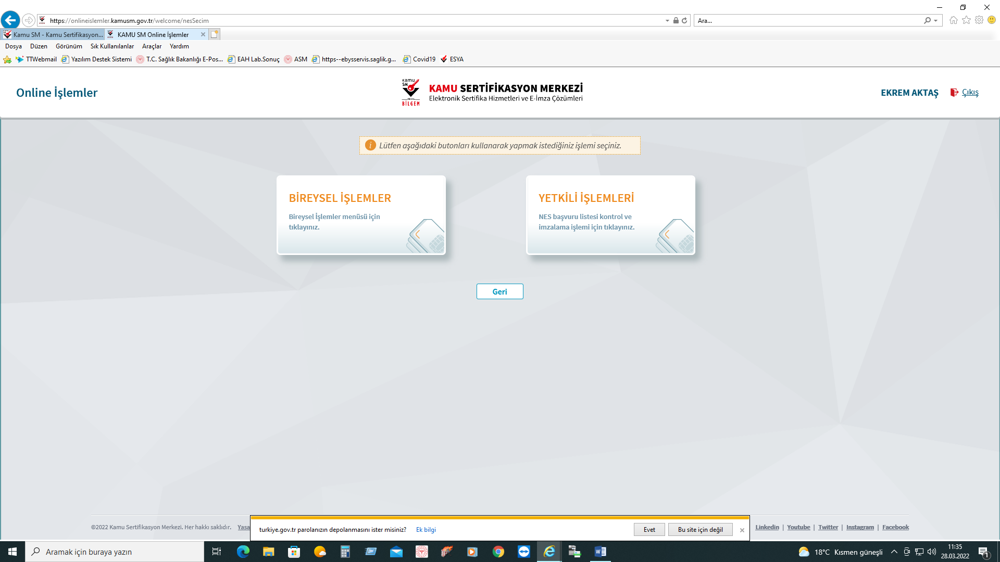 https://onlineislemler.kamusm.gov.tr/welcome/nesSecim
Ara...
Kamu SM - Kamu Sertifikasyon...
KAMU SM Online İşlemler
Dosya Düzen Görünüm Sık Kullanılanlar Araçlar Yardım
TTWebmail Yazılım Destek Sistemi T.C. Sağlık Bakanlığı E-Pos... EAH Lab.Sonuç ASM https--ebysservis.saglik.g... Covid19 ESYA
Online İşlemler
kamu
SM
BİLGEM
KAMU SERTİFİKASYON MERKEZİ
Elektronik Sertifika Hizmetleri ve E-İmza Çözümleri
EKREM AKTAŞ
Çıkış
i Lütfen aşağıdaki butonları kullanarak yapmak istediğiniz işlemi seçiniz.
BİREYSEL İŞLEMLER
Bireysel İşlemler menüsü için
tıklayınız.
YETKİLİ İŞLEMLERİ
NES başvuru listesi kontrol ve
imzalama işlemi için tıklayınız.
Geri
©2022 Kamu Sertifikasyon Merkezi. Her hakkı saklıdır. Yasa
turkiye.gov.tr parolanızın depolanmasını ister misiniz? Ek bilgi
Evet
Bu site için değil
Linkedin | Youtube | Twitter | Instagram | Facebook
Aramak için buraya yazın
18°C Kısmen güneşli
11:35
28.03.2022
1